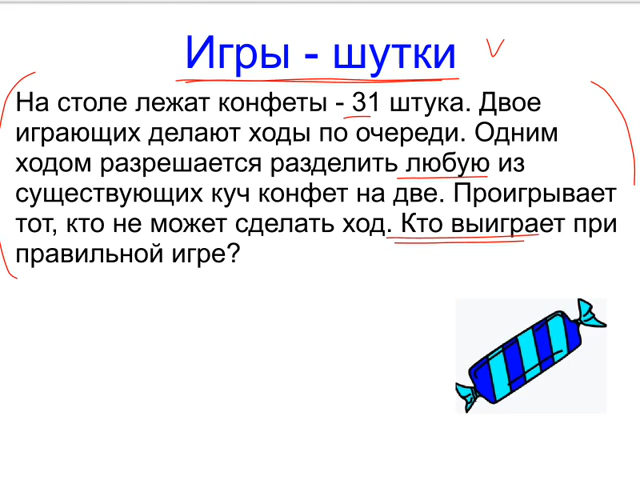 Игры - шутки
На столе лежат конфеты - 31 штука. Двое
играющих делают ходы по очереди. Одним
ходом разрешается разделить любую из
существующих куч конфет на две. Проигрывает
тот, кто не может сделать ход. Кто выиграет при
правильной игре?